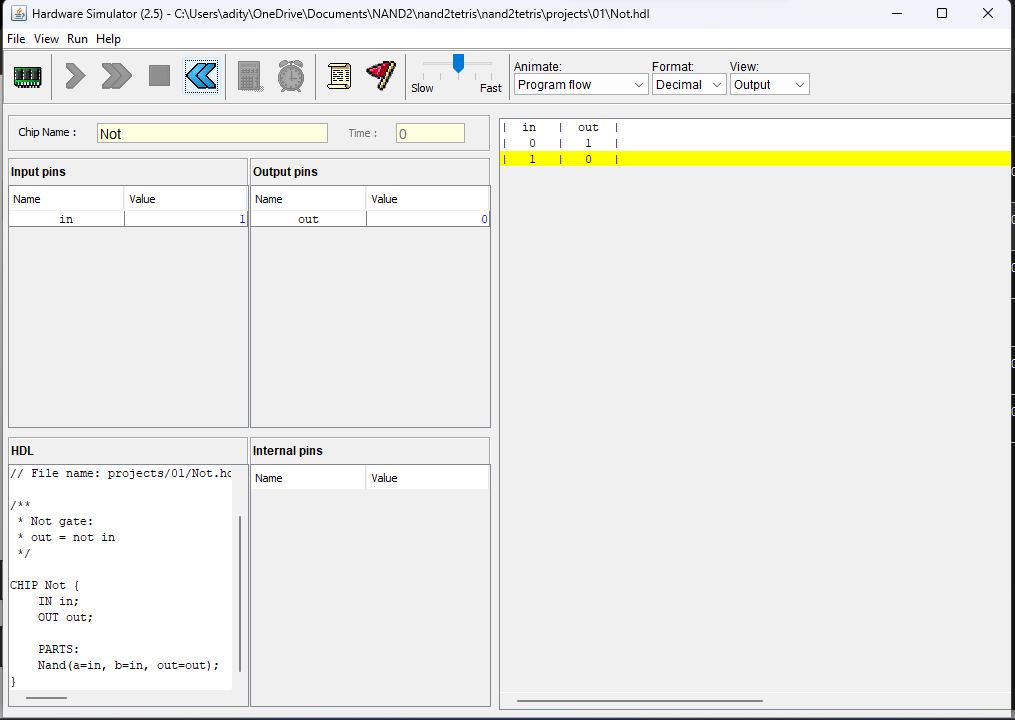 Hardware Simulator (2.5) - C:\Users\adity\OneDrive\Documents\NAND2\nand2tetris\nand2tetris\projects\01\Not.hdl
File View Run Help
Slow Fast
Animate: Format: View:
Program flow Decimal Output
Chip Name : Not Time : 0
Input pins
Name Value
in 1
Output pins
Name Value
out 0
HDL
// File name: projects/01/Not.hd
/**
* Not gate:
* out = not in
*/
CHIP Not {
IN in;
OUT out;
PARTS:
Nand(a=in, b=in, out=out);
}
Internal pins
Name Value
| in | out |
| 0 | 1 |
| 1 | 0 |